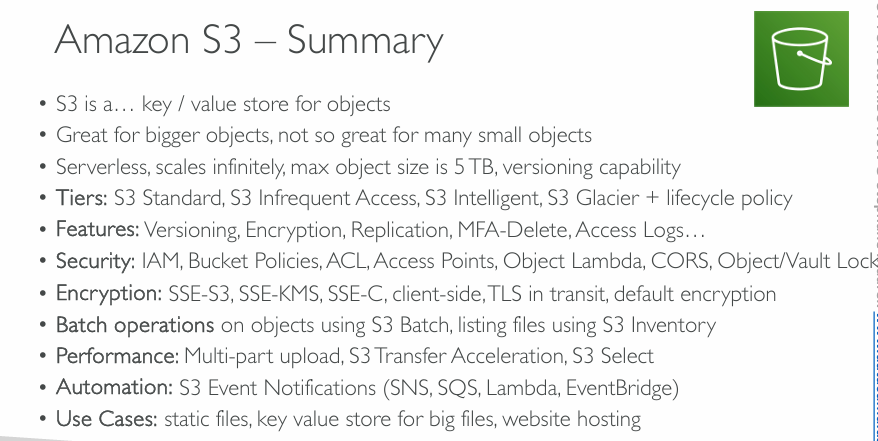 Amazon S3 – Summary
• S3 is a… key / value store for objects
• Great for bigger objects, not so great for many small objects
• Serverless, scales infinitely, max object size is 5 TB, versioning capability
• Tiers: S3 Standard, S3 Infrequent Access, S3 Intelligent, S3 Glacier + lifecycle policy
• Features: Versioning, Encryption, Replication, MFA-Delete, Access Logs…
• Security: IAM, Bucket Policies, ACL, Access Points, Object Lambda, CORS, Object/Vault Lock
• Encryption: SSE-S3, SSE-KMS, SSE-C, client-side, TLS in transit, default encryption
• Batch operations on objects using S3 Batch, listing files using S3 Inventory
• Performance: Multi-part upload, S3 Transfer Acceleration, S3 Select
• Automation: S3 Event Notifications (SNS, SQS, Lambda, EventBridge)
• Use Cases: static files, key value store for big files, website hosting